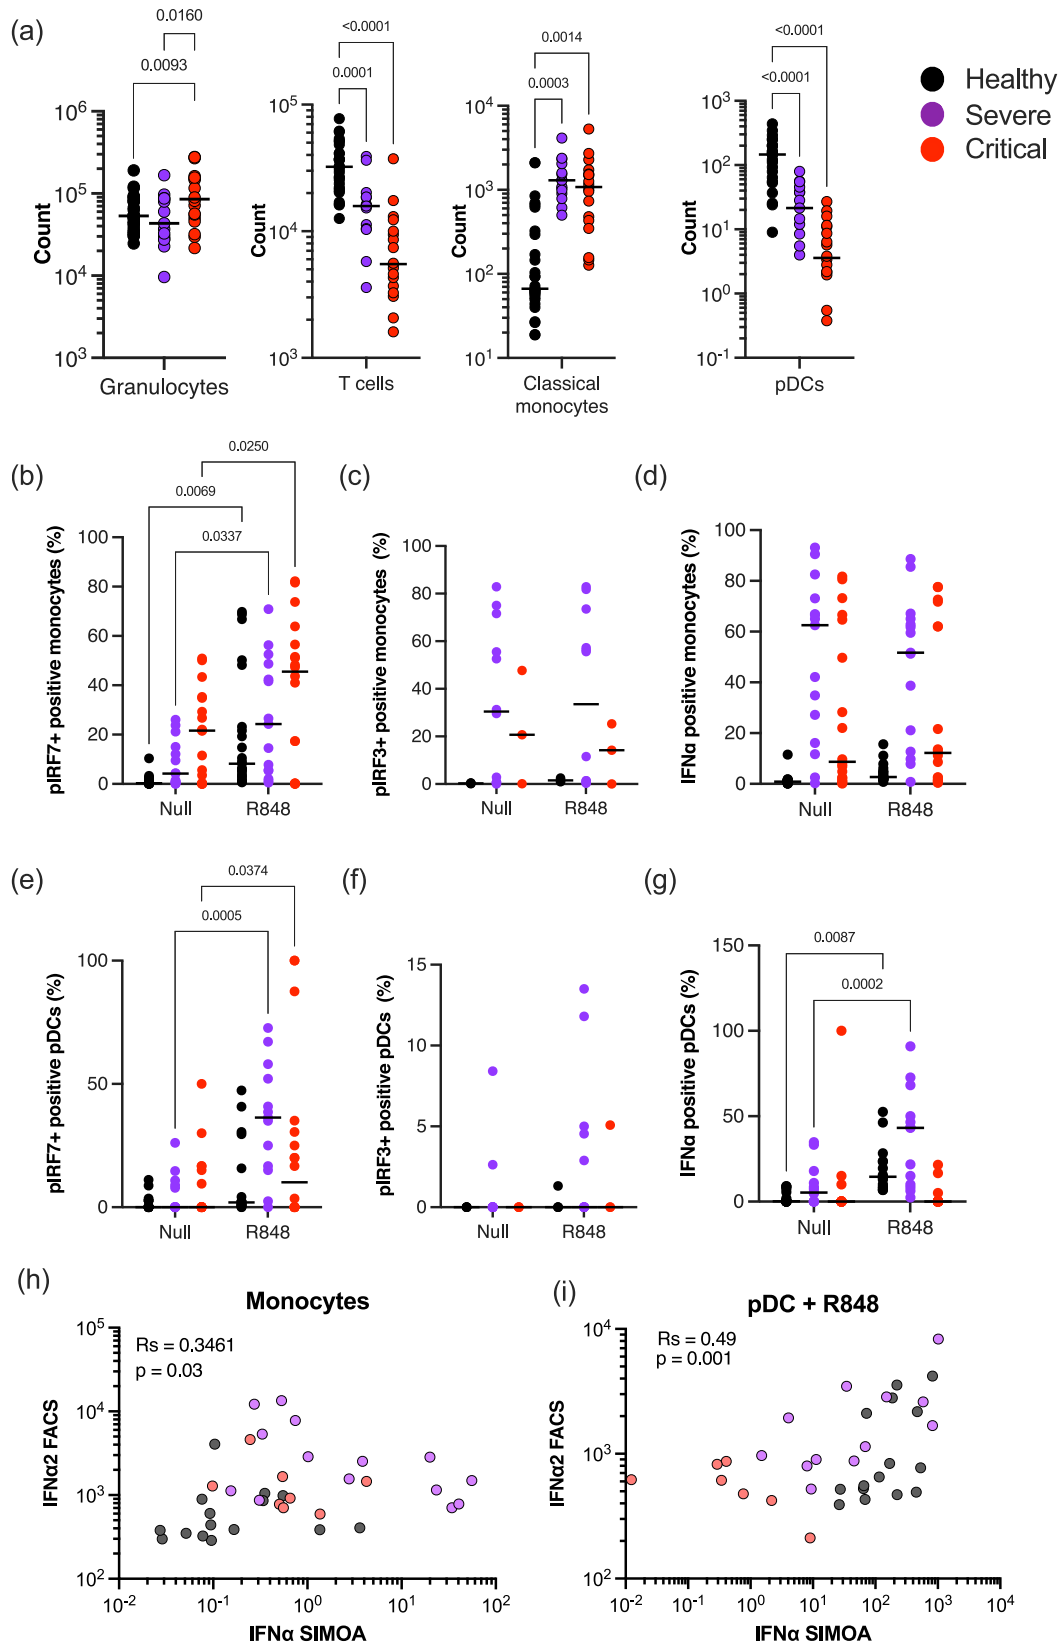 (a)
0.0160
0.0093
10^6
10^5
10^4
10^3
Count
Granulocytes
<0.0001
0.0001
10^5
10^4
10^3
Count
T cells
0.0014
0.0003
10^4
10^3
10^2
10^1
Count
Classical
monocytes
<0.0001
<0.0001
10^3
10^2
10^1
10^0
10^-1
Count
pDCs
Healthy
Severe
Critical
(b)
0.0250
0.0069
0.0337
100
80
60
40
20
0
pIRF7+ positive monocytes (%)
Null
R848
(c)
100
80
60
40
20
0
pIRF3+ positive monocytes (%)
Null
R848
(d)
100
80
60
40
20
0
IFNα positive monocytes (%)
Null
R848
(e)
0.0374
0.0005
100
50
0
pIRF7+ positive pDCs (%)
Null
R848
(f)
15
10
5
0
pIRF3+ positive pDCs (%)
Null
R848
(g)
0.0087
0.0002
150
100
50
0
IFNα positive pDCs (%)
Null
R848
(h)
Monocytes
Rs = 0.3461
p = 0.03
10^5
10^4
10^3
10^2
IFNα2 FACS
10^-2
10^-1
10^0
10^1
10^2
IFNα SIMOA
(i)
pDC + R848
Rs = 0.49
p = 0.001
10^4
10^3
10^2
IFNα2 FACS
10^-2
10^-1
10^0
10^1
10^2
10^3
10^4
IFNα SIMOA